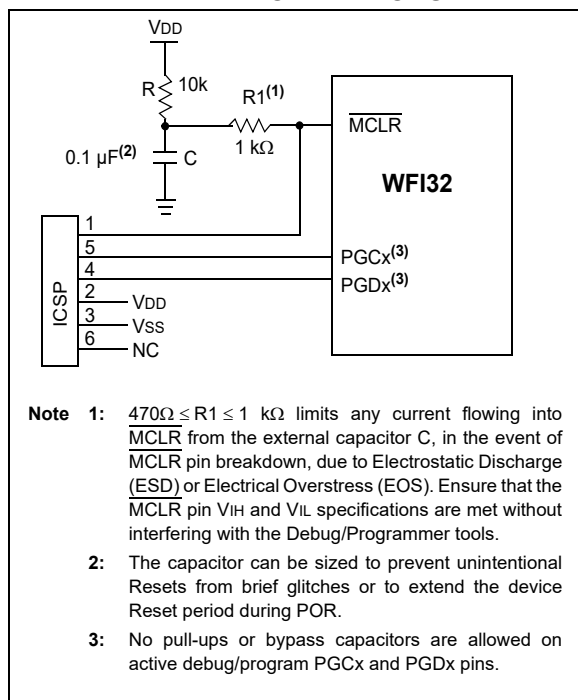 VDD
R 10k
R1(1)
1 kΩ
MCLR
0.1 µF(2) C
WFI32
ICSP
1
5
4
2
3
6
VDD
VSS
NC
PGCx(3)
PGDx(3)
Note 1: 470Ω ≤ R1 ≤ 1 kΩ limits any current flowing into
MCLR from the external capacitor C, in the event of
MCLR pin breakdown, due to Electrostatic Discharge
(ESD) or Electrical Overstress (EOS). Ensure that the
MCLR pin VIH and VIL specifications are met without
interfering with the Debug/Programmer tools.
2: The capacitor can be sized to prevent unintentional
Resets from brief glitches or to extend the device
Reset period during POR.
3: No pull-ups or bypass capacitors are allowed on
active debug/program PGCx and PGDx pins.